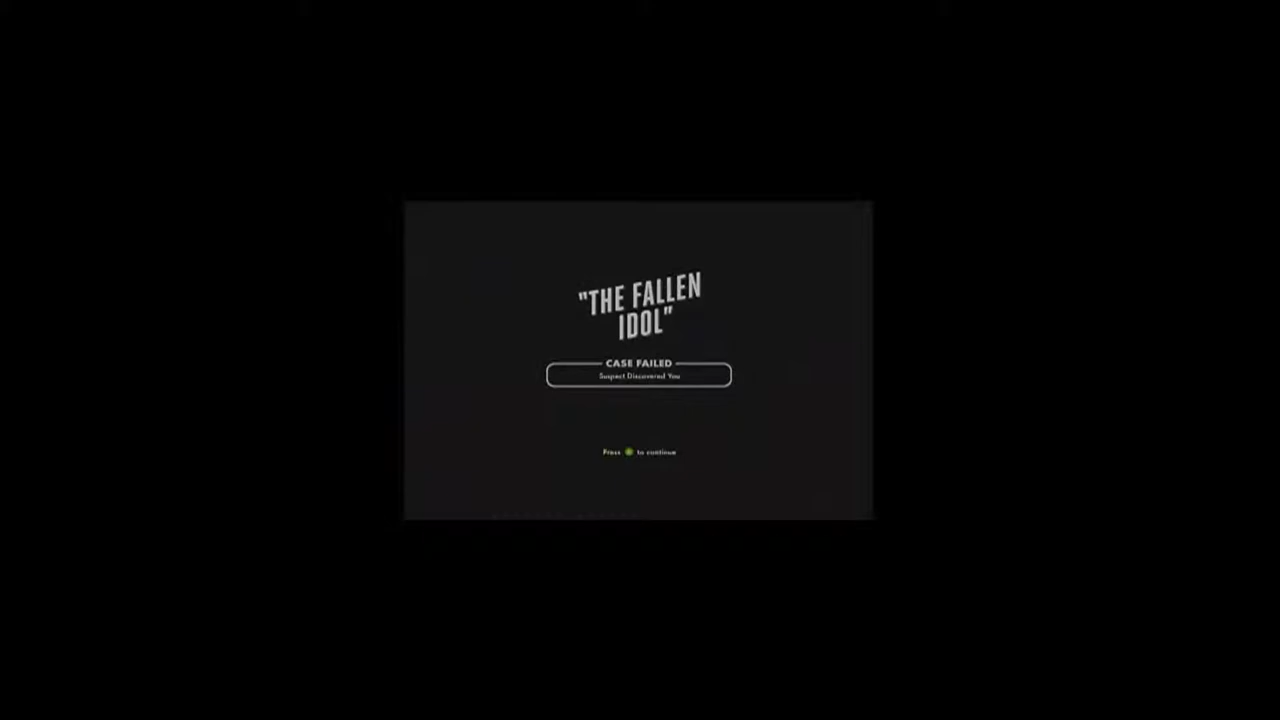 "THE FALLEN
IDOL"
CASE FAILED
Suspect Discovered You
Press to continue